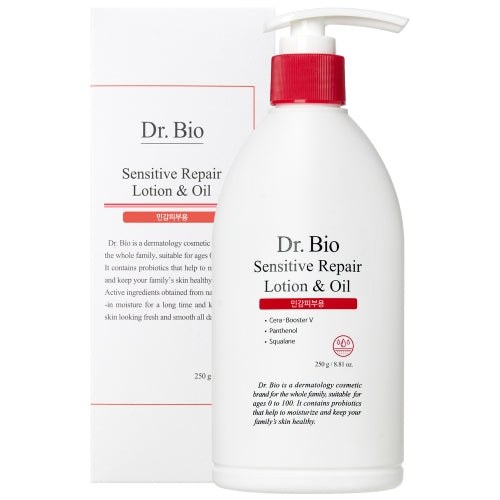 Dr. Bio
Sensitive Repair
Lotion & Oil
민감피부용
Dr. Bio is a dermatology cosmetic
the whole family, suitable for ages 0
It contains probiotics that help to m
and keep your family's skin healthy
Active ingredients obtained from na
-in moisture for a long time and k
skin looking fresh and smooth all da
250 g
Dr. Bio
Sensitive Repair
Lotion & Oil
민감피부용
• Cera-Booster V
• Panthenol
• Squalane
250 g / 8.81 oz.
Dr. Bio is a dermatology cosmetic
brand for the whole family, suitable for
ages 0 to 100. It contains probiotics
that help to moisturize and keep your
family's skin healthy.